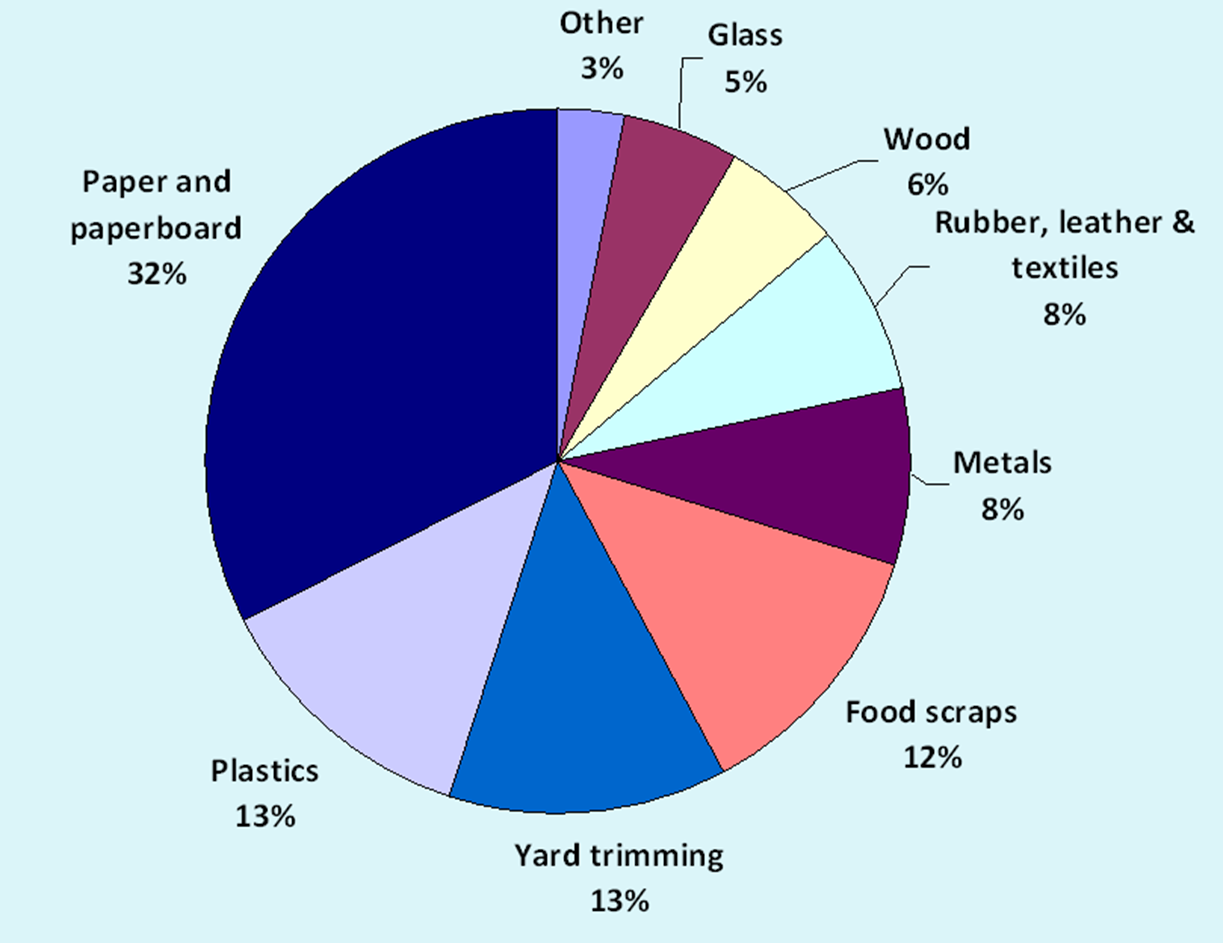 Other
3%
Glass
5%
Wood
6%
Rubber, leather &
textiles
8%
Metals
8%
Food scraps
12%
Yard trimming
13%
Plastics
13%
Paper and
paperboard
32%